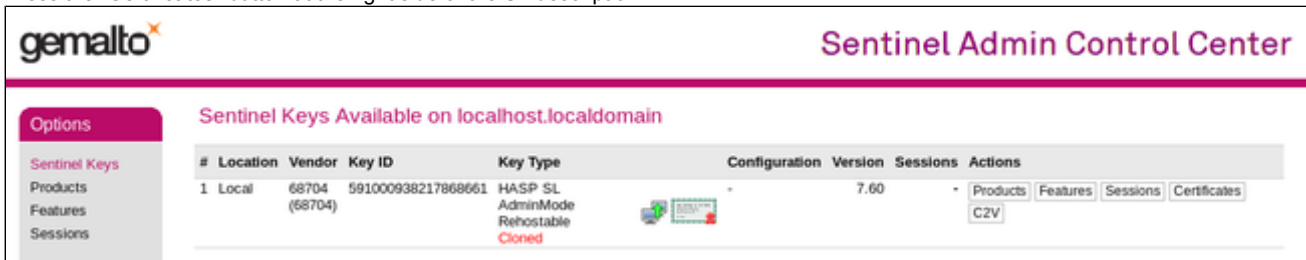 gemalto
Sentinel Admin Control Center
Options
Sentinel Keys
Products
Features
Sessions
Sentinel Keys Available on localhost.localdomain
# Location Vendor Key ID Key Type Configuration Version Sessions Actions
1 Local 68704 (68704) 591000938217868661 HASP SL AdminMode Rehostable Cloned - 7.60 - Products Features Sessions Certificates C2V